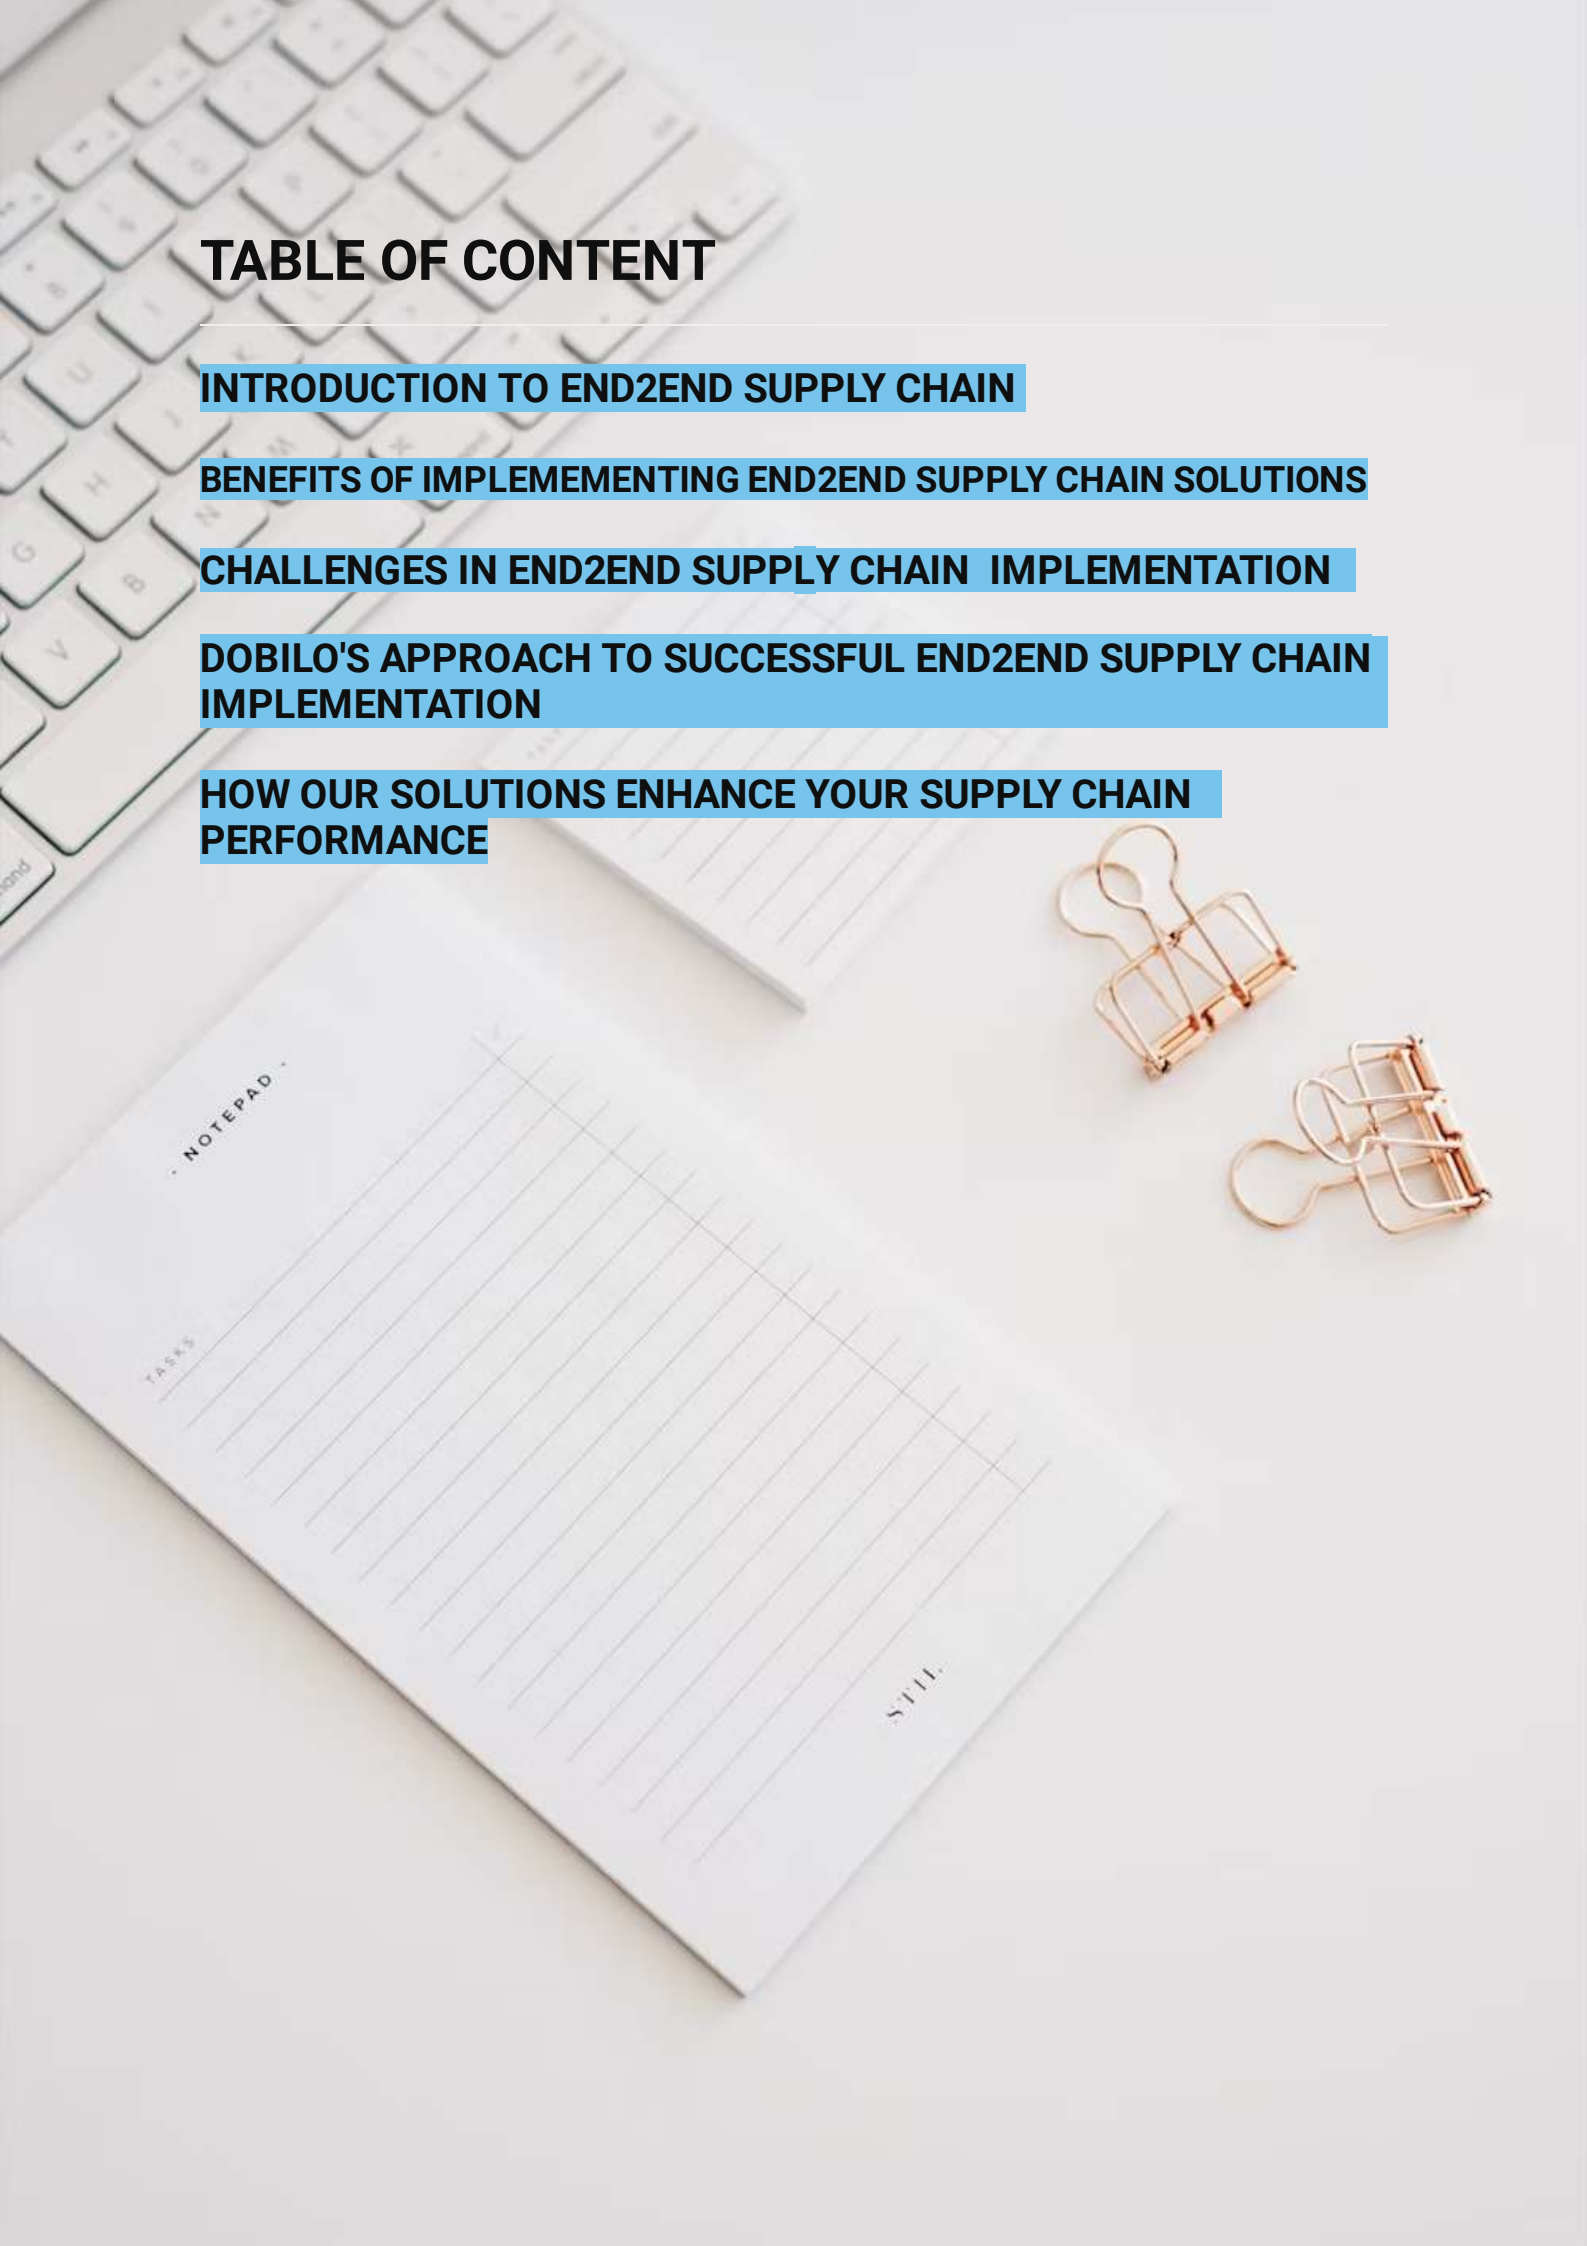 TABLE OF CONTENT
INTRODUCTION TO END2END SUPPLY CHAIN
BENEFITS OF IMPLEMEMENTING END2END SUPPLY CHAIN SOLUTIONS
CHALLENGES IN END2END SUPPLY CHAIN IMPLEMENTATION
DOBILO'S APPROACH TO SUCCESSFUL END2END SUPPLY CHAIN
IMPLEMENTATION
HOW OUR SOLUTIONS ENHANCE YOUR SUPPLY CHAIN
PERFORMANCE
- NOTEPAD -
TASKS
STIL